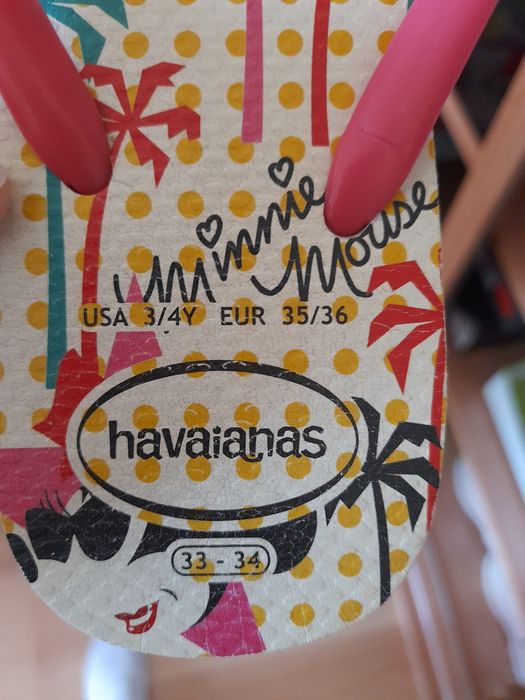 Minnie
Mouse
USA 3/4Y EUR 35/36
havaianas
33 - 34